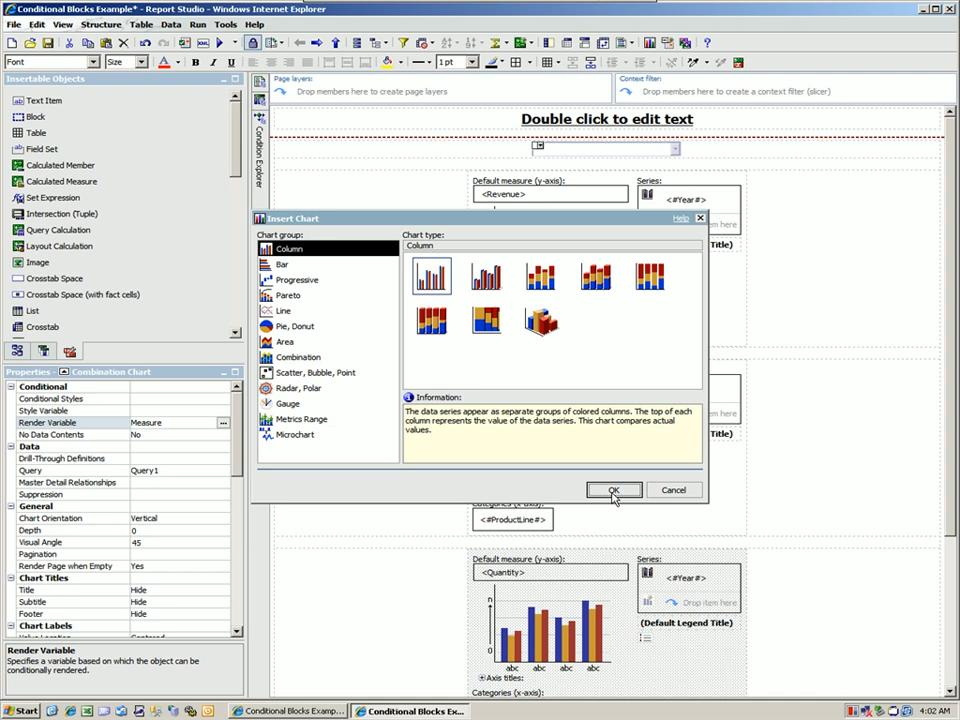 Conditional Blocks Example* - Report Studio - Windows Internet Explorer
File Edit View Structure Table Data Run Tools Help
Font Size 1 pt
Insertable Objects
Text Item
Block
Table
Field Set
Calculated Member
Calculated Measure
Set Expression
Intersection (Tuple)
Query Calculation
Layout Calculation
Image
Crosstab Space
Crosstab Space (with fact cells)
List
Crosstab
Properties - Combination Chart
Conditional
Conditional Styles
Style Variable
Render Variable Measure
No Data Contents No
Data
Drill-Through Definitions
Query Query1
Master Detail Relationships
Suppression
General
Chart Orientation Vertical
Depth 0
Visual Angle 45
Pagination
Render Page when Empty Yes
Chart Titles
Title Hide
Subtitle Hide
Footer Hide
Chart Labels
Render Variable
Specifies a variable based on which the object can be conditionally rendered.
Condition Explorer
Page layers:
Drop members here to create page layers
Context filter:
Drop members here to create a context filter (slicer)
Double click to edit text
Default measure (y-axis):
<Revenue>
Series:
<#Year#>
item here
Title)
Insert Chart Help
Chart group:
Column
Bar
Progressive
Pareto
Line
Pie, Donut
Area
Combination
Scatter, Bubble, Point
Radar, Polar
Gauge
Metrics Range
Microchart
Chart type:
Column
Information:
The data series appear as separate groups of colored columns. The top of each
column represents the value of the data series. This chart compares actual
values.
OK Cancel
item here
Title)
<#ProductLine#>
Default measure (y-axis):
<Quantity>
Series:
<#Year#>
Drop item here
(Default Legend Title)
n
0
abc abc abc abc
Axis titles:
Categories (x-axis):
Start Conditional Blocks Examp... Conditional Blocks Ex... 4:02 AM